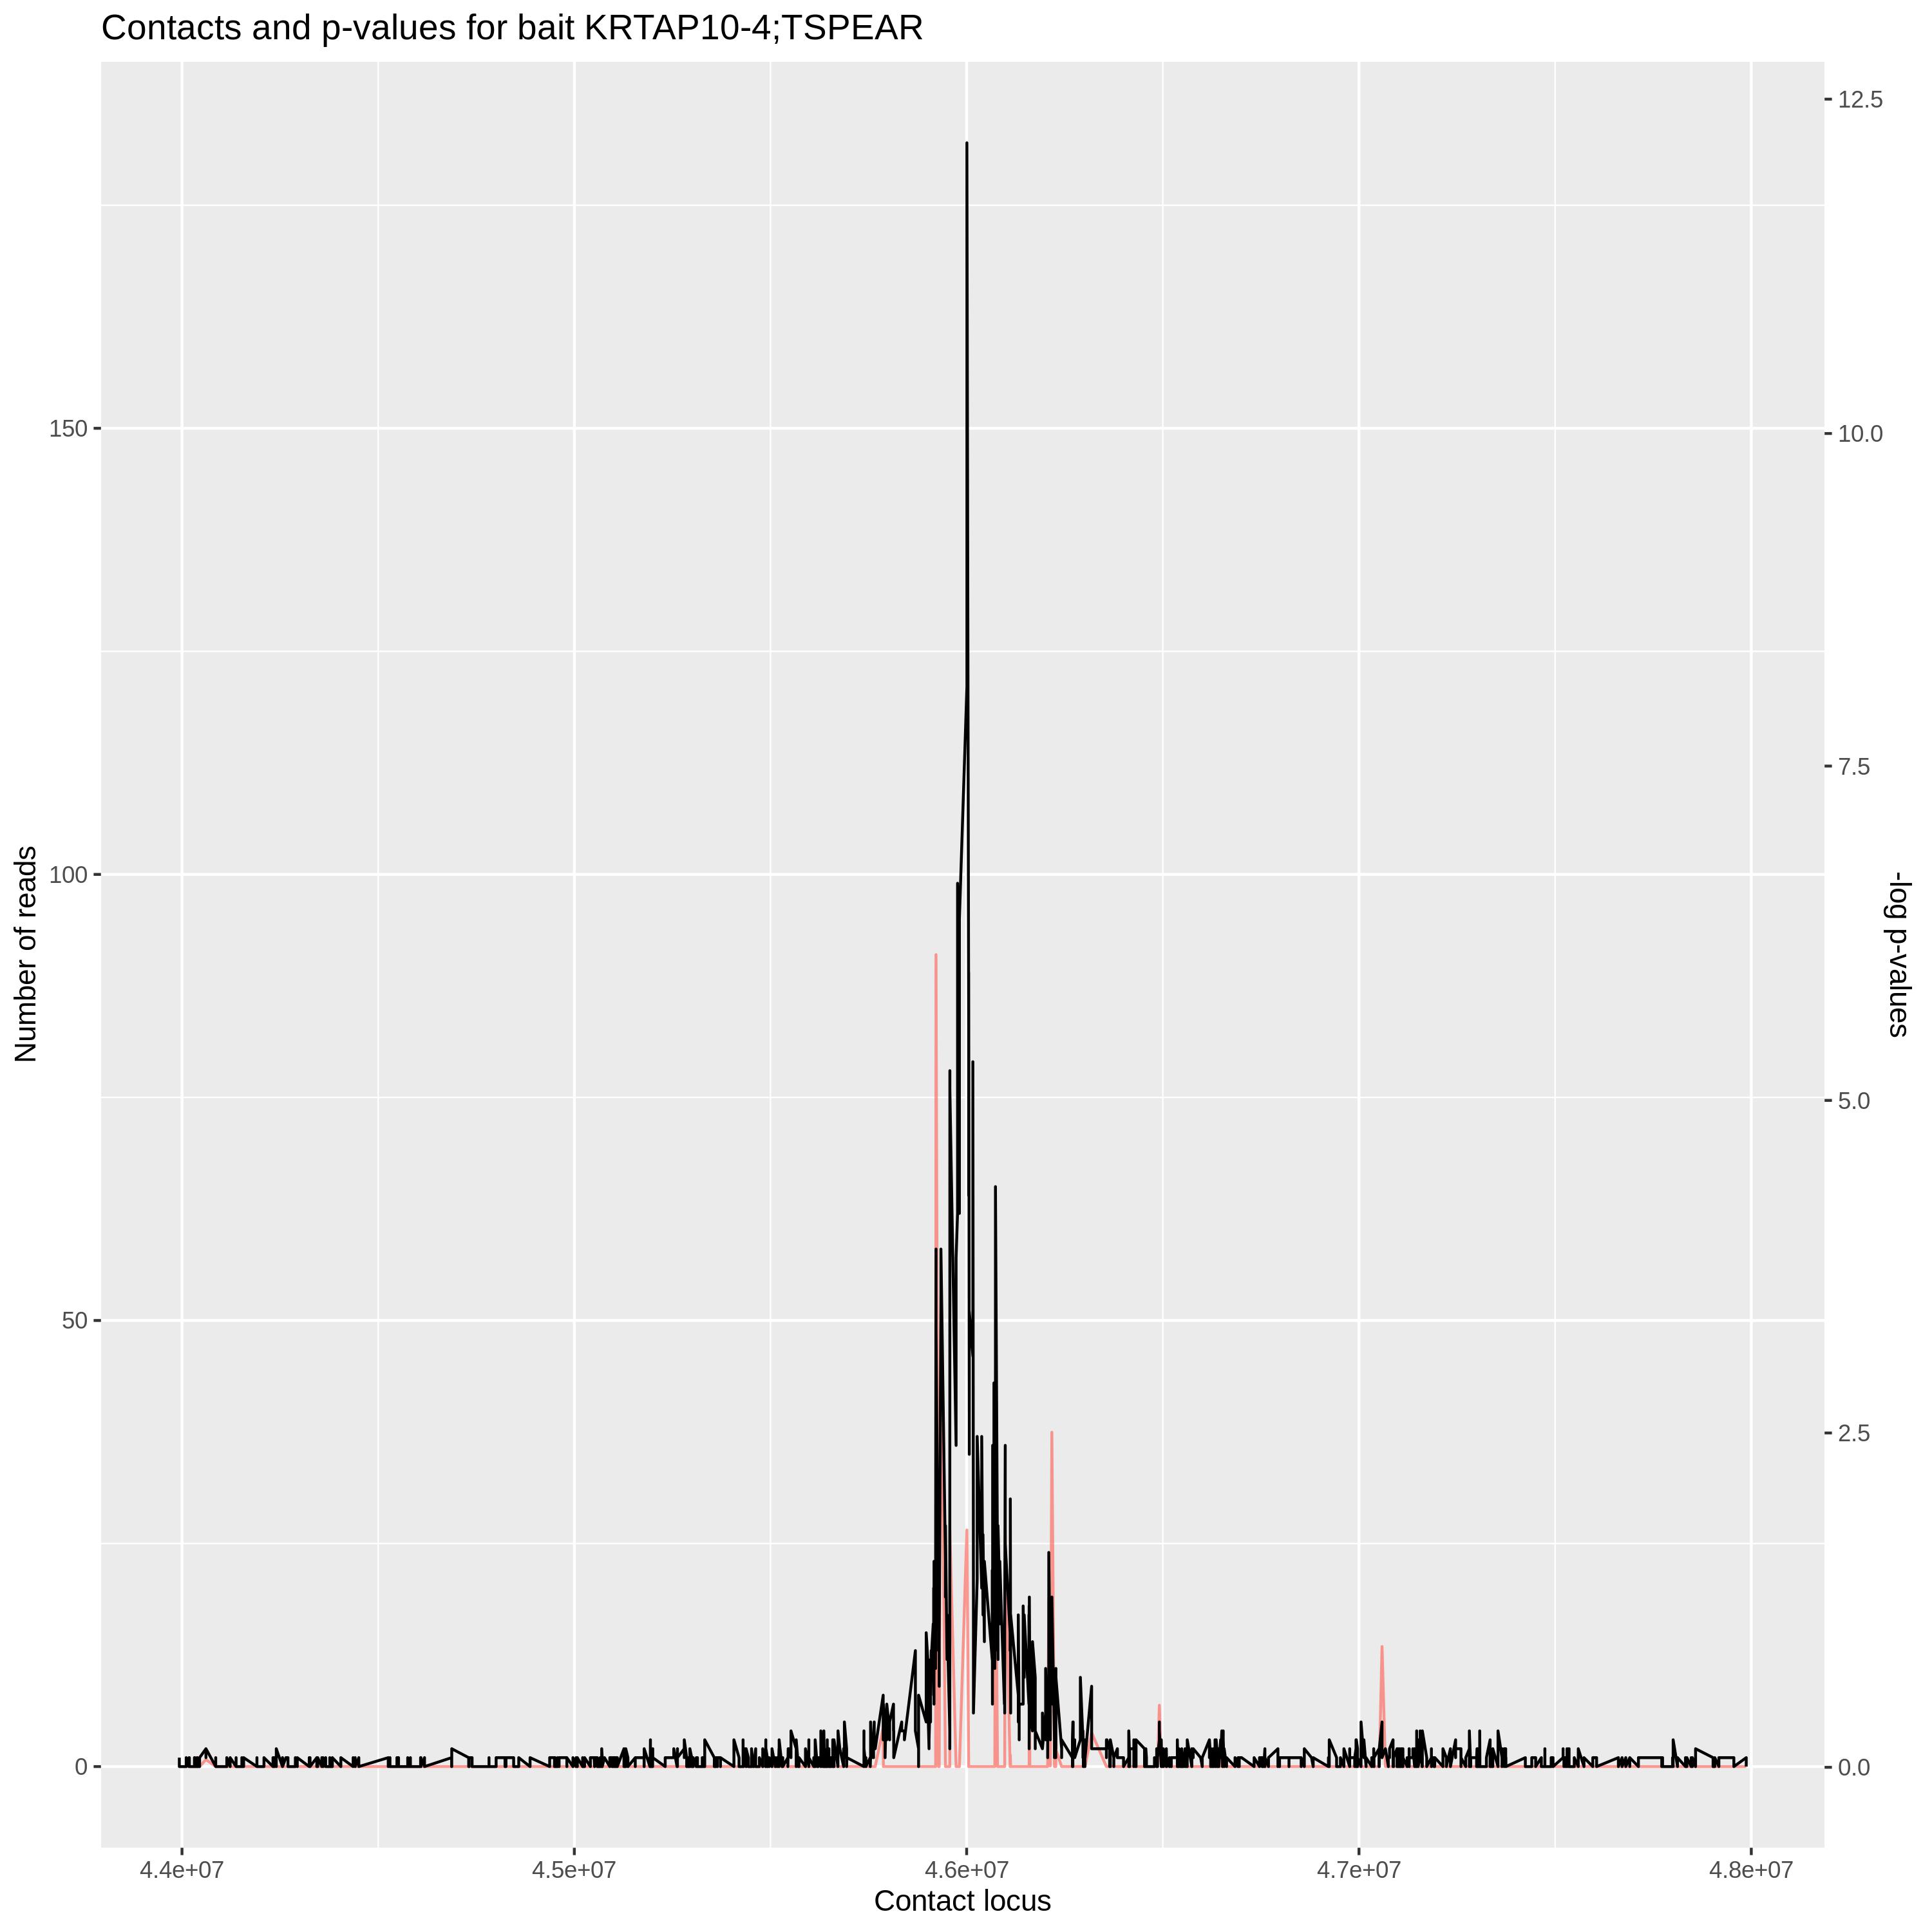 Contacts and p-values for bait KRTAP10-4;TSPEAR
12.5
150
10.0
7.5
100
Number of reads
-log p-values
5.0
50
2.5
0
0.0
4.4e+07
4.5e+07
4.6e+07
4.7e+07
4.8e+07
Contact locus